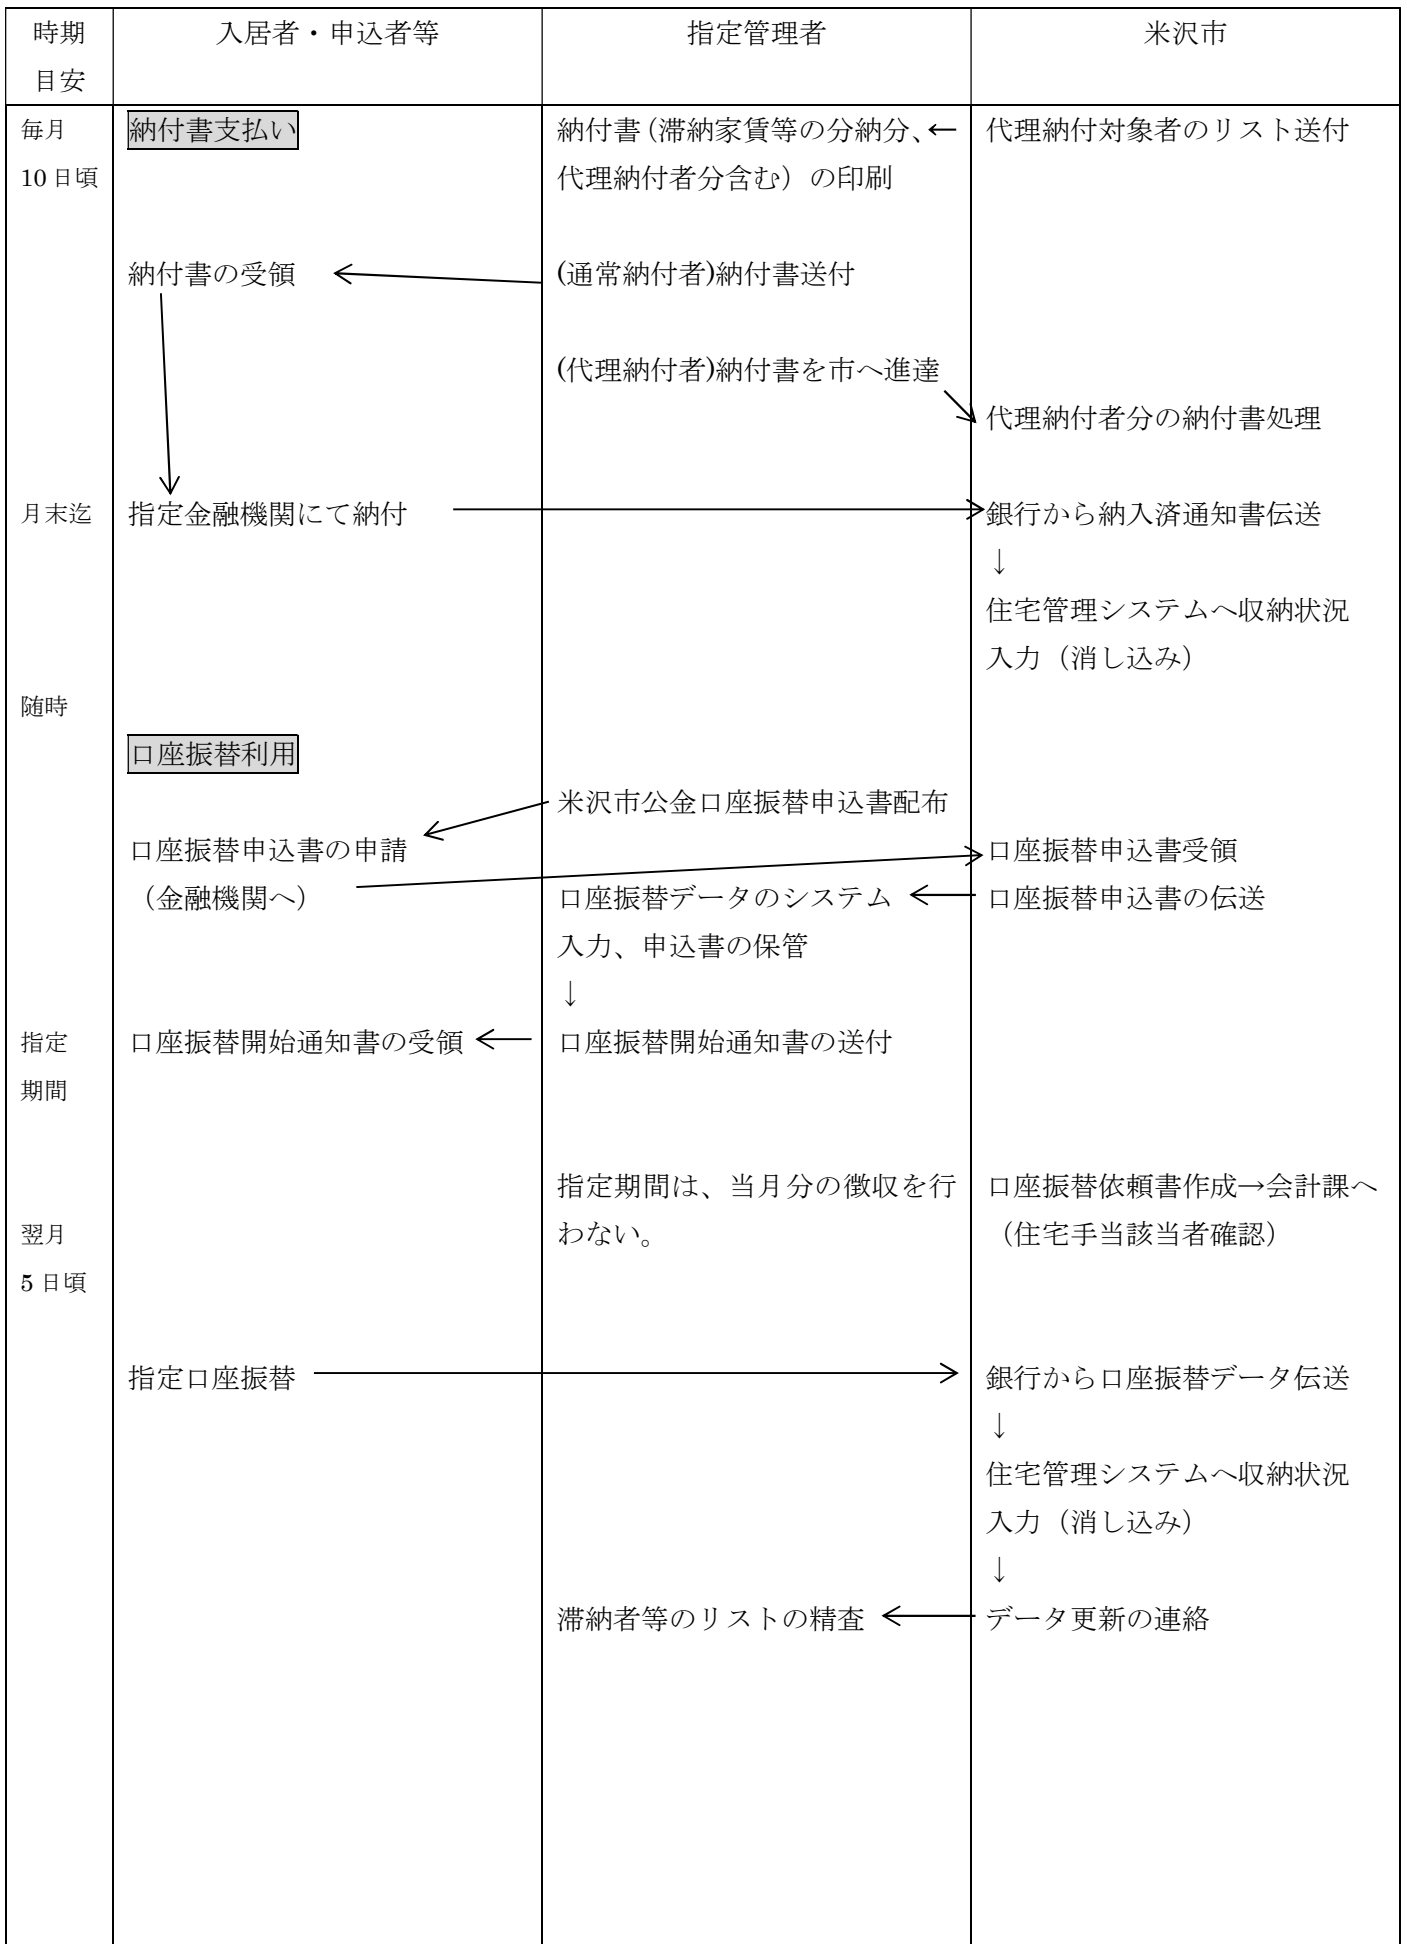 時期
目安
入居者・申込者等
指定管理者
米沢市
毎月
10日頃
納付書支払い
納付書(滞納家賃等の分納分、←
代理納付者分含む)の印刷
代理納付対象者のリスト送付
納付書の受領
(通常納付者)納付書送付
(代理納付者)納付書を市へ進達
代理納付者分の納付書処理
月末迄
指定金融機関にて納付
銀行から納入済通知書伝送
↓
住宅管理システムへ収納状況
入力(消し込み)
随時
口座振替利用
米沢市公金口座振替申込書配布
口座振替申込書の申請
(金融機関へ)
口座振替申込書受領
口座振替データのシステム
入力、申込書の保管
口座振替申込書の伝送
↓
指定
期間
口座振替開始通知書の受領
口座振替開始通知書の送付
指定期間は、当月分の徴収を行
わない。
口座振替依頼書作成→会計課へ
(住宅手当該当者確認)
翌月
5日頃
指定口座振替
銀行から口座振替データ伝送
↓
住宅管理システムへ収納状況
入力(消し込み)
↓
滞納者等のリストの精査
データ更新の連絡